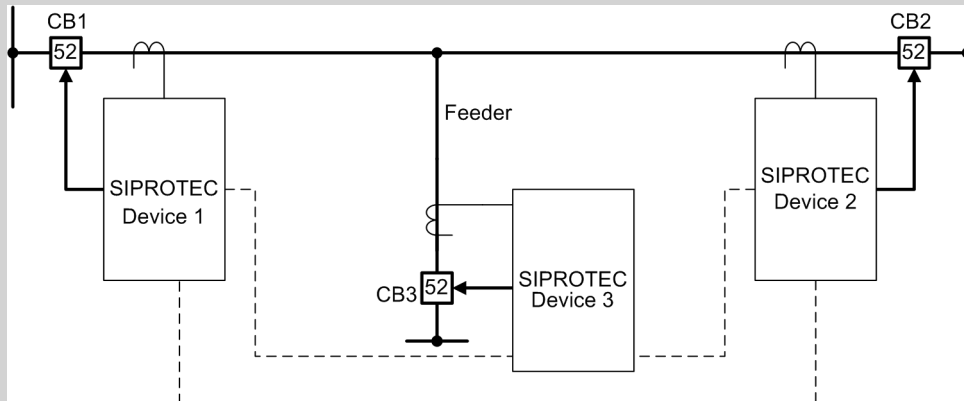 CB1
52
CB2
52
Feeder
SIPROTEC
Device 1
SIPROTEC
Device 2
CB3
52
SIPROTEC
Device 3